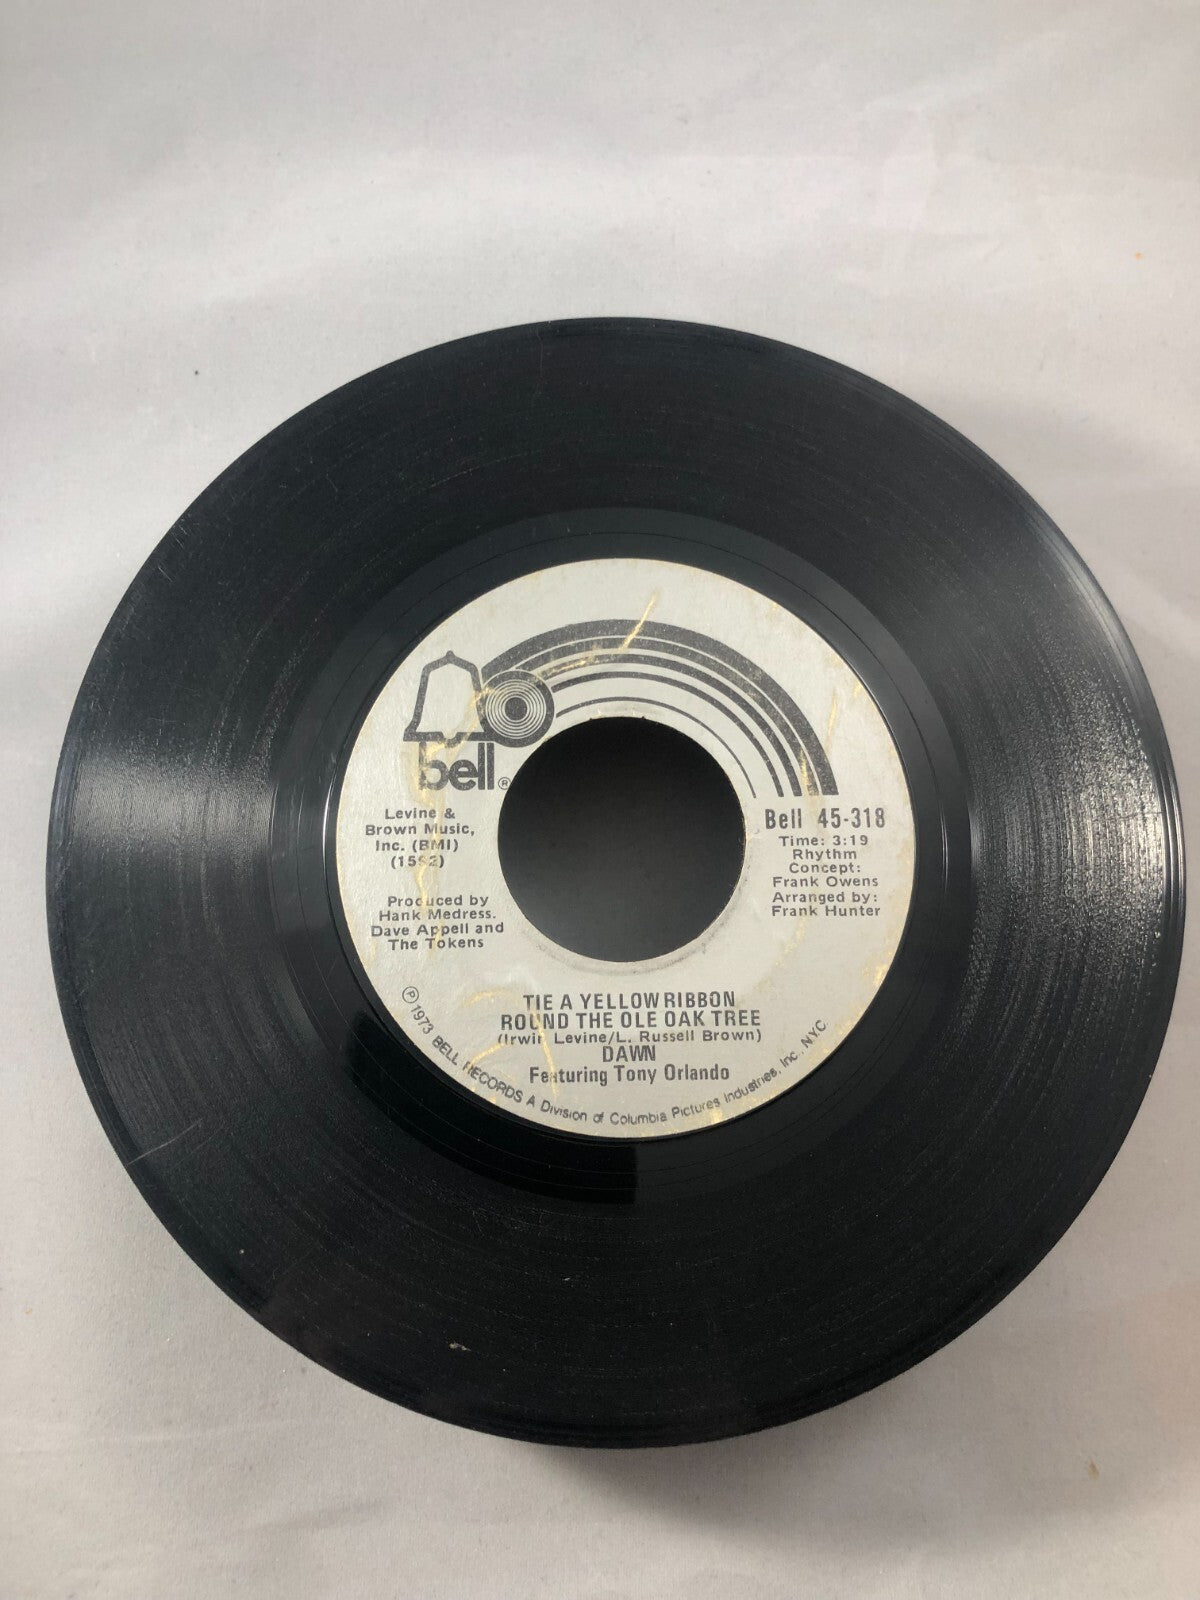 bell®
Levine &
Brown Music,
Inc. (BMI)
Produced by
Hank Medress.
Dave Appell and
The Tokens
Bell 45-318
Time: 3:19
Rhythm
Concept:
Frank Owens
Arranged by:
Frank Hunter
TIE A YELLOW RIBBON
ROUND THE OLE OAK TREE
(Irwin Levine/L. Russell Brown)
DAWN
Featuring Tony Orlando
℗1973 BELL RECORDS A Division of Columbia Pictures Industries, Inc., N.Y.C.